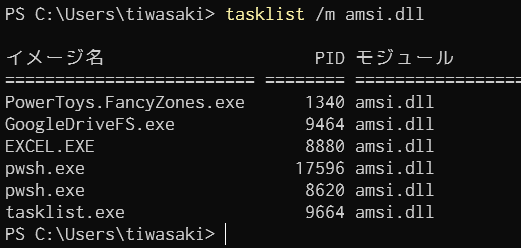 PS C:\Users\tiwasaki> tasklist /m amsi.dll
イメージ名 PID モジュール
========================= ======== =================
PowerToys.FancyZones.exe 1340 amsi.dll
GoogleDriveFS.exe 9464 amsi.dll
EXCEL.EXE 8880 amsi.dll
pwsh.exe 17596 amsi.dll
pwsh.exe 8620 amsi.dll
tasklist.exe 9664 amsi.dll
PS C:\Users\tiwasaki>